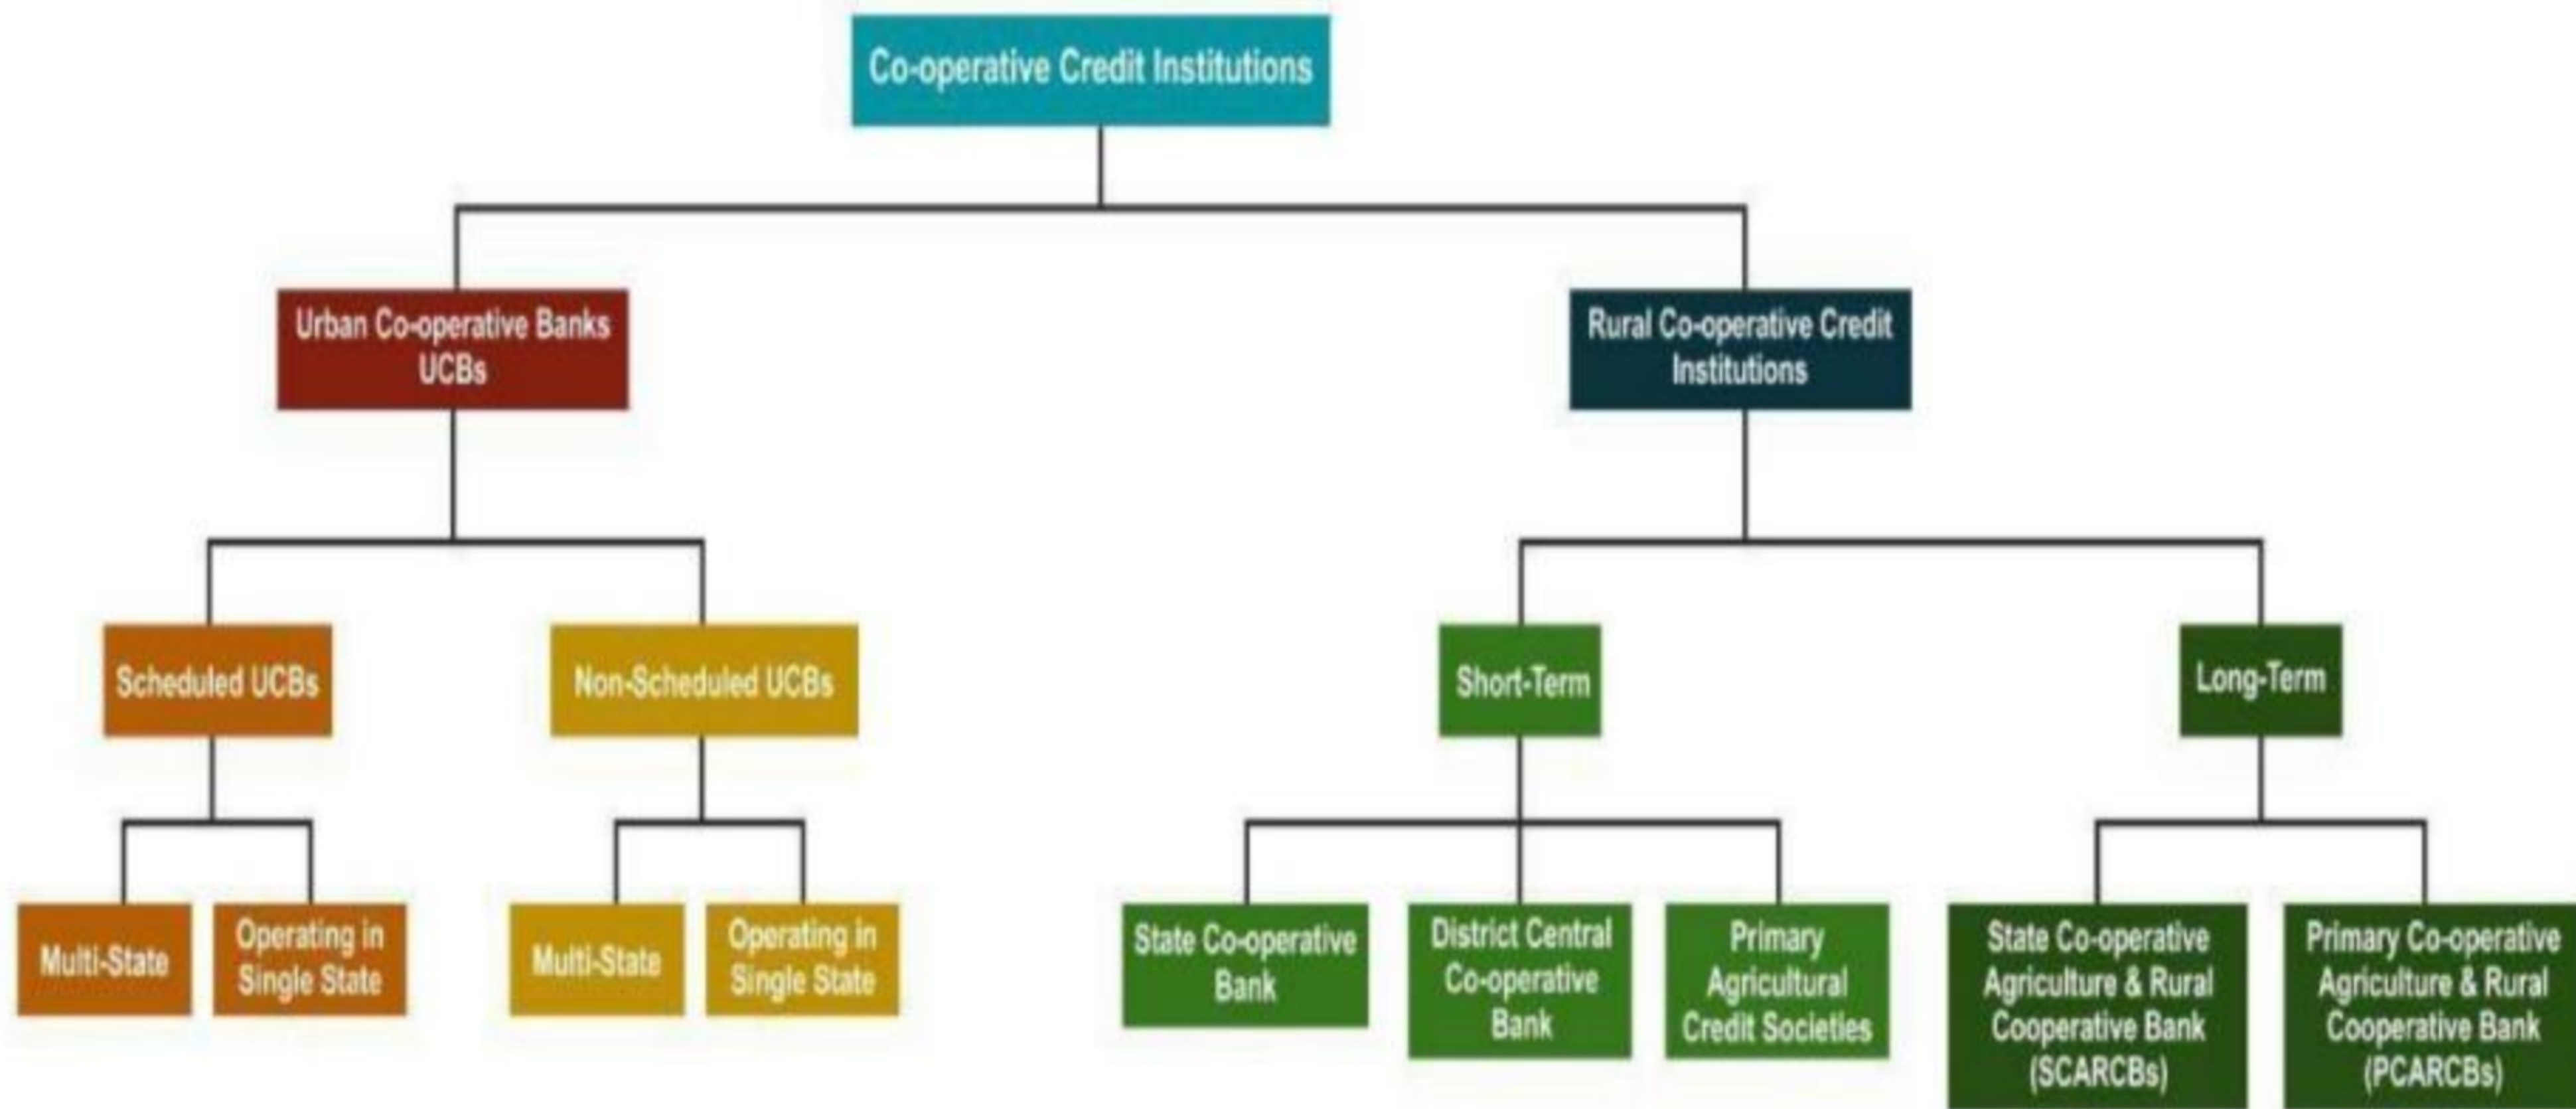 Co-operative Credit Institutions
Urban Co-operative Banks
UCBs
Rural Co-operative Credit
Institutions
Scheduled UCBs
Non-Scheduled UCBs
Short-Term
Long-Term
Multi-State
Operating in
Single State
Multi-State
Operating in
Single State
State Co-operative
Bank
District Central
Co-operative
Bank
Primary
Agricultural
Credit Societies
State Co-operative
Agriculture & Rural
Cooperative Bank
(SCARCBs)
Primary Co-operative
Agriculture & Rural
Cooperative Bank
(PCARCBs)